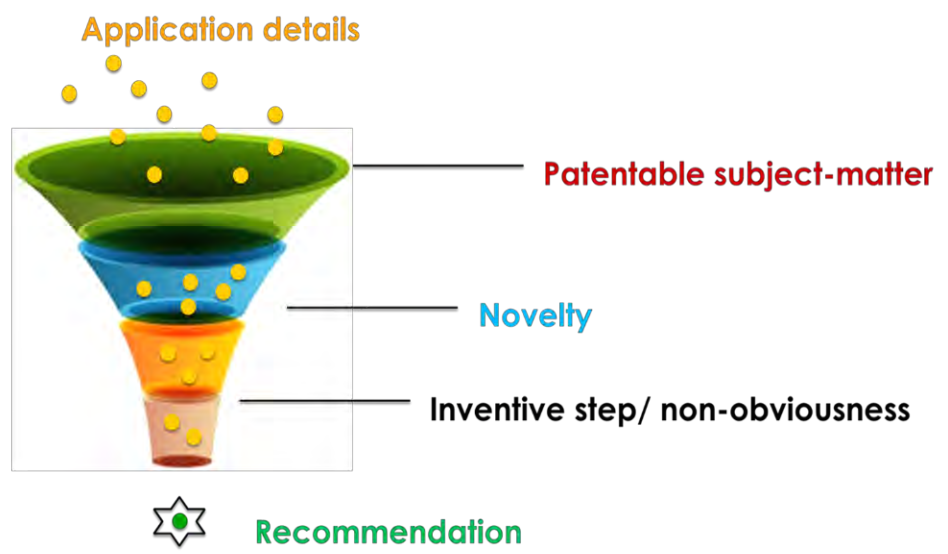 Application details
Patentable subject-matter
Novelty
Inventive step/ non-obviousness
Recommendation